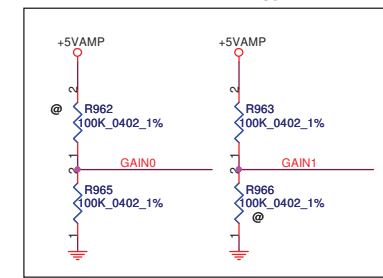 +5VAMP +5VAMP
2 2
@ R962 R963
100K_0402_1% 100K_0402_1%
1 1
GAIN0 GAIN1
2 2
R965 R966
100K_0402_1% 100K_0402_1%
@
1 1